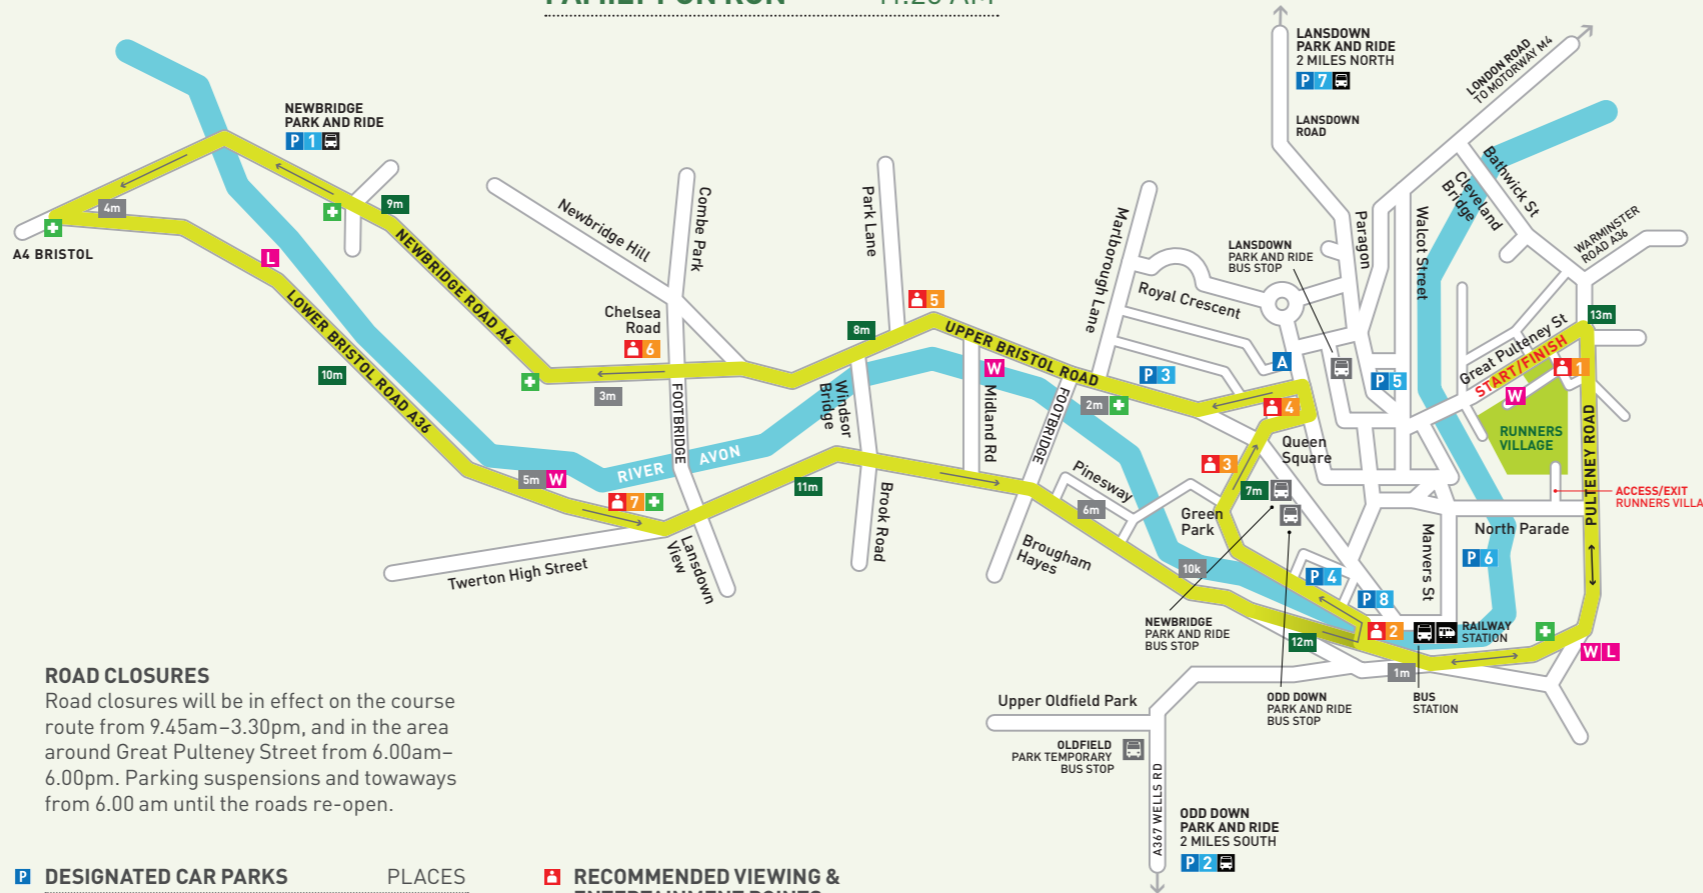 FAMILY FUN RUN 11.20 AM
LANSDOWN
PARK AND RIDE
2 MILES NORTH
P 7
LANSDOWN
ROAD
LONDON ROAD
TO MOTORWAY M4
NEWBRIDGE
PARK AND RIDE
P 1
4m
9m
A4 BRISTOL
L
NEWBRIDGE ROAD A4
LOWER BRISTOL ROAD A36
10m
Newbridge Hill
Combe Park
Chelsea
Road
6
3m
Park Lane
5
8m
UPPER BRISTOL ROAD
Marlborough Lane
Royal Crescent
LANSDOWN
PARK AND RIDE
BUS STOP
Paragon
Walcot Street
Cleveland
Bridge
Bathwick St
WARMINSTER
ROAD A36
13m
Great Pulteney St
START/FINISH
1
W
RUNNERS
VILLAGE
PULTENEY ROAD
ACCESS/EXIT
RUNNERS VILLA
A
P 3
P 5
4
2m
W
Midland Rd
FOOTBRIDGE
Windsor
Bridge
FOOTBRIDGE
RIVER AVON
5m W
7
11m
Brook Road
Lansdown
View
Twerton High Street
Queen
Square
3
7m
Green
Park
Pinesway
6m
Brougham
Hayes
10k
North Parade
Manvers St
P 6
P 4
P 8
2
RAILWAY
STATION
W L
12m
1m
BUS
STATION
NEWBRIDGE
PARK AND RIDE
BUS STOP
ODD DOWN
PARK AND RIDE
BUS STOP
Upper Oldfield Park
OLDFIELD
PARK TEMPORARY
BUS STOP
A367 WELLS RD
ODD DOWN
PARK AND RIDE
2 MILES SOUTH
P 2
ROAD CLOSURES
Road closures will be in effect on the course
route from 9.45am–3.30pm, and in the area
around Great Pulteney Street from 6.00am–
6.00pm. Parking suspensions and towaways
from 6.00 am until the roads re-open.
P DESIGNATED CAR PARKS PLACES
RECOMMENDED VIEWING &
ENTERTAINMENT POINTS